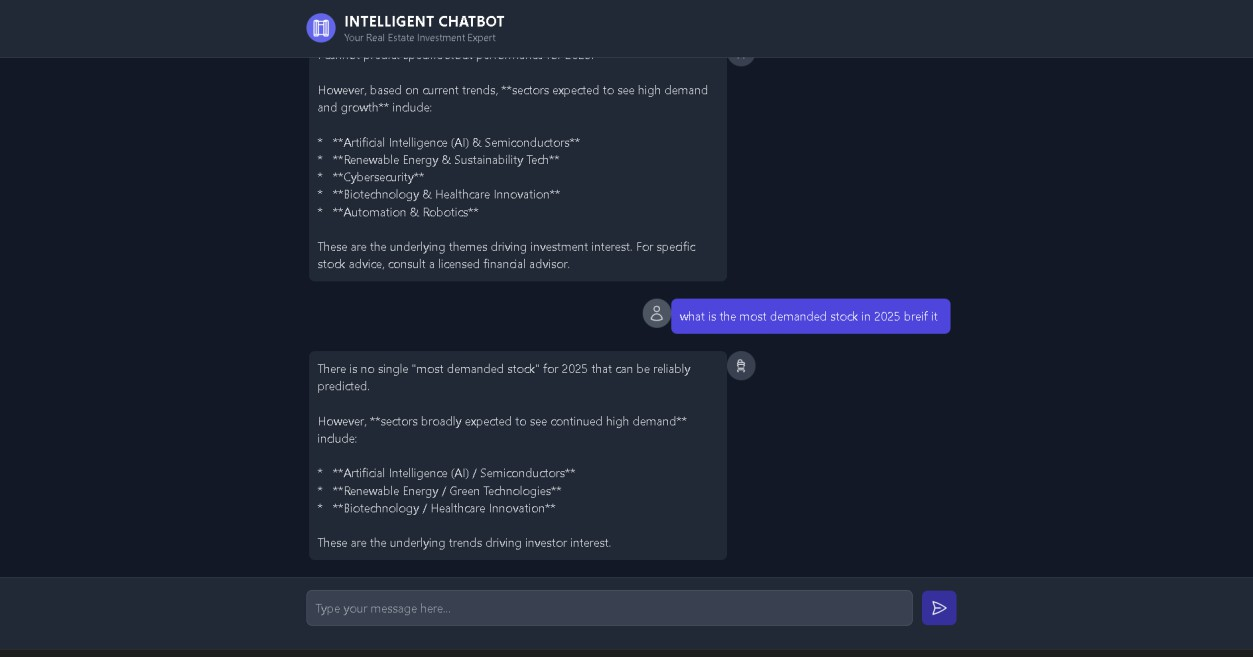 INTELLIGENT CHATBOT
Your Real Estate Investment Expert
However, based on current trends, **sectors expected to see high demand
and growth** include:
* **Artificial Intelligence (AI) & Semiconductors**
* **Renewable Energy & Sustainability Tech**
* **Cybersecurity**
* **Biotechnology & Healthcare Innovation**
* **Automation & Robotics**
These are the underlying themes driving investment interest. For specific
stock advice, consult a licensed financial advisor.
what is the most demanded stock in 2025 breif it
There is no single "most demanded stock" for 2025 that can be reliably
predicted.
However, **sectors broadly expected to see continued high demand**
include:
* **Artificial Intelligence (AI) / Semiconductors**
* **Renewable Energy / Green Technologies**
* **Biotechnology / Healthcare Innovation**
These are the underlying trends driving investor interest.
Type your message here...